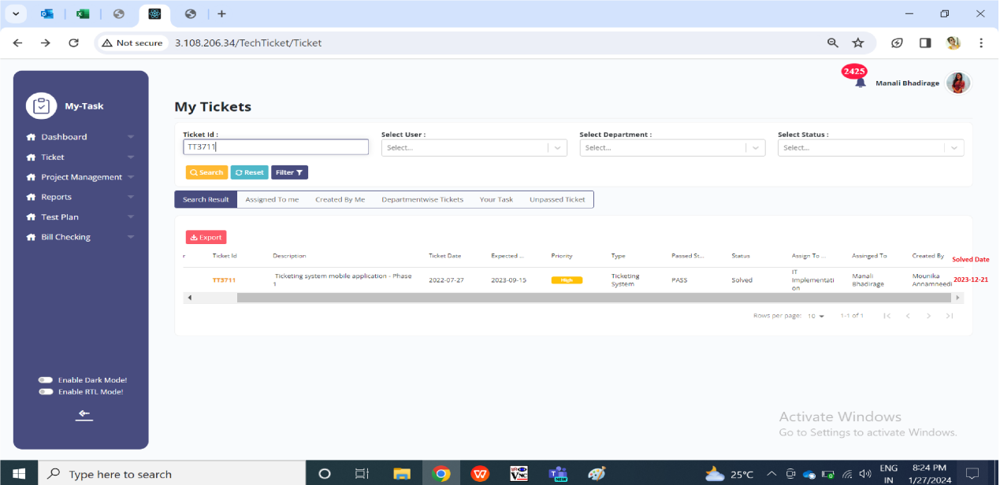 Not secure
3.108.206.34/TechTicket/Ticket
2425
Manali Bhadirage
My-Task
Dashboard
Ticket
Project Management
Reports
Test Plan
Bill Checking
Enable Dark Mode!
Enable RTL Mode!
My Tickets
Ticket Id :
Select User :
Select Department :
Select Status :
TT3711
Select...
Select...
Select...
Search
Reset
Filter
Search Result
Assigned To me
Created By Me
Departmentwise Tickets
Your Task
Unpassed Ticket
Export
r
Ticket Id
Description
Ticket Date
Expected ...
Priority
Type
Passed St...
Status
Assign To ...
Assinged To
Created By
Solved Date
TT3711
Ticketing system mobile application - Phase
1
2022-07-27
2023-09-15
High
Ticketing
System
PASS
Solved
IT
Implementati
on
Manali
Bhadirage
Mounika
Annamneedi
2023-12-21
Rows per page:
10
1-1 of 1
Activate Windows
Go to Settings to activate Windows.
Type here to search
25°C
ENG
IN
8:24 PM
1/27/2024